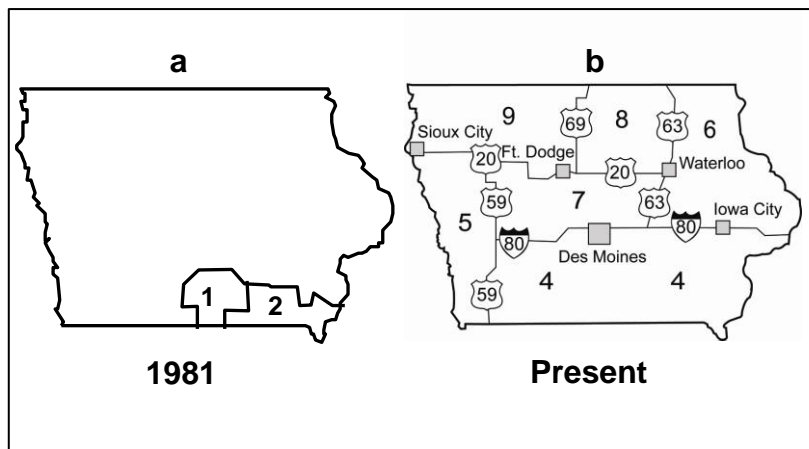 a
1
2
1981
b
9
69
8
63
6
Sioux City
20
Ft. Dodge
20
Waterloo
59
7
63
5
Iowa City
80
80
Des Moines
59
4
4
Present